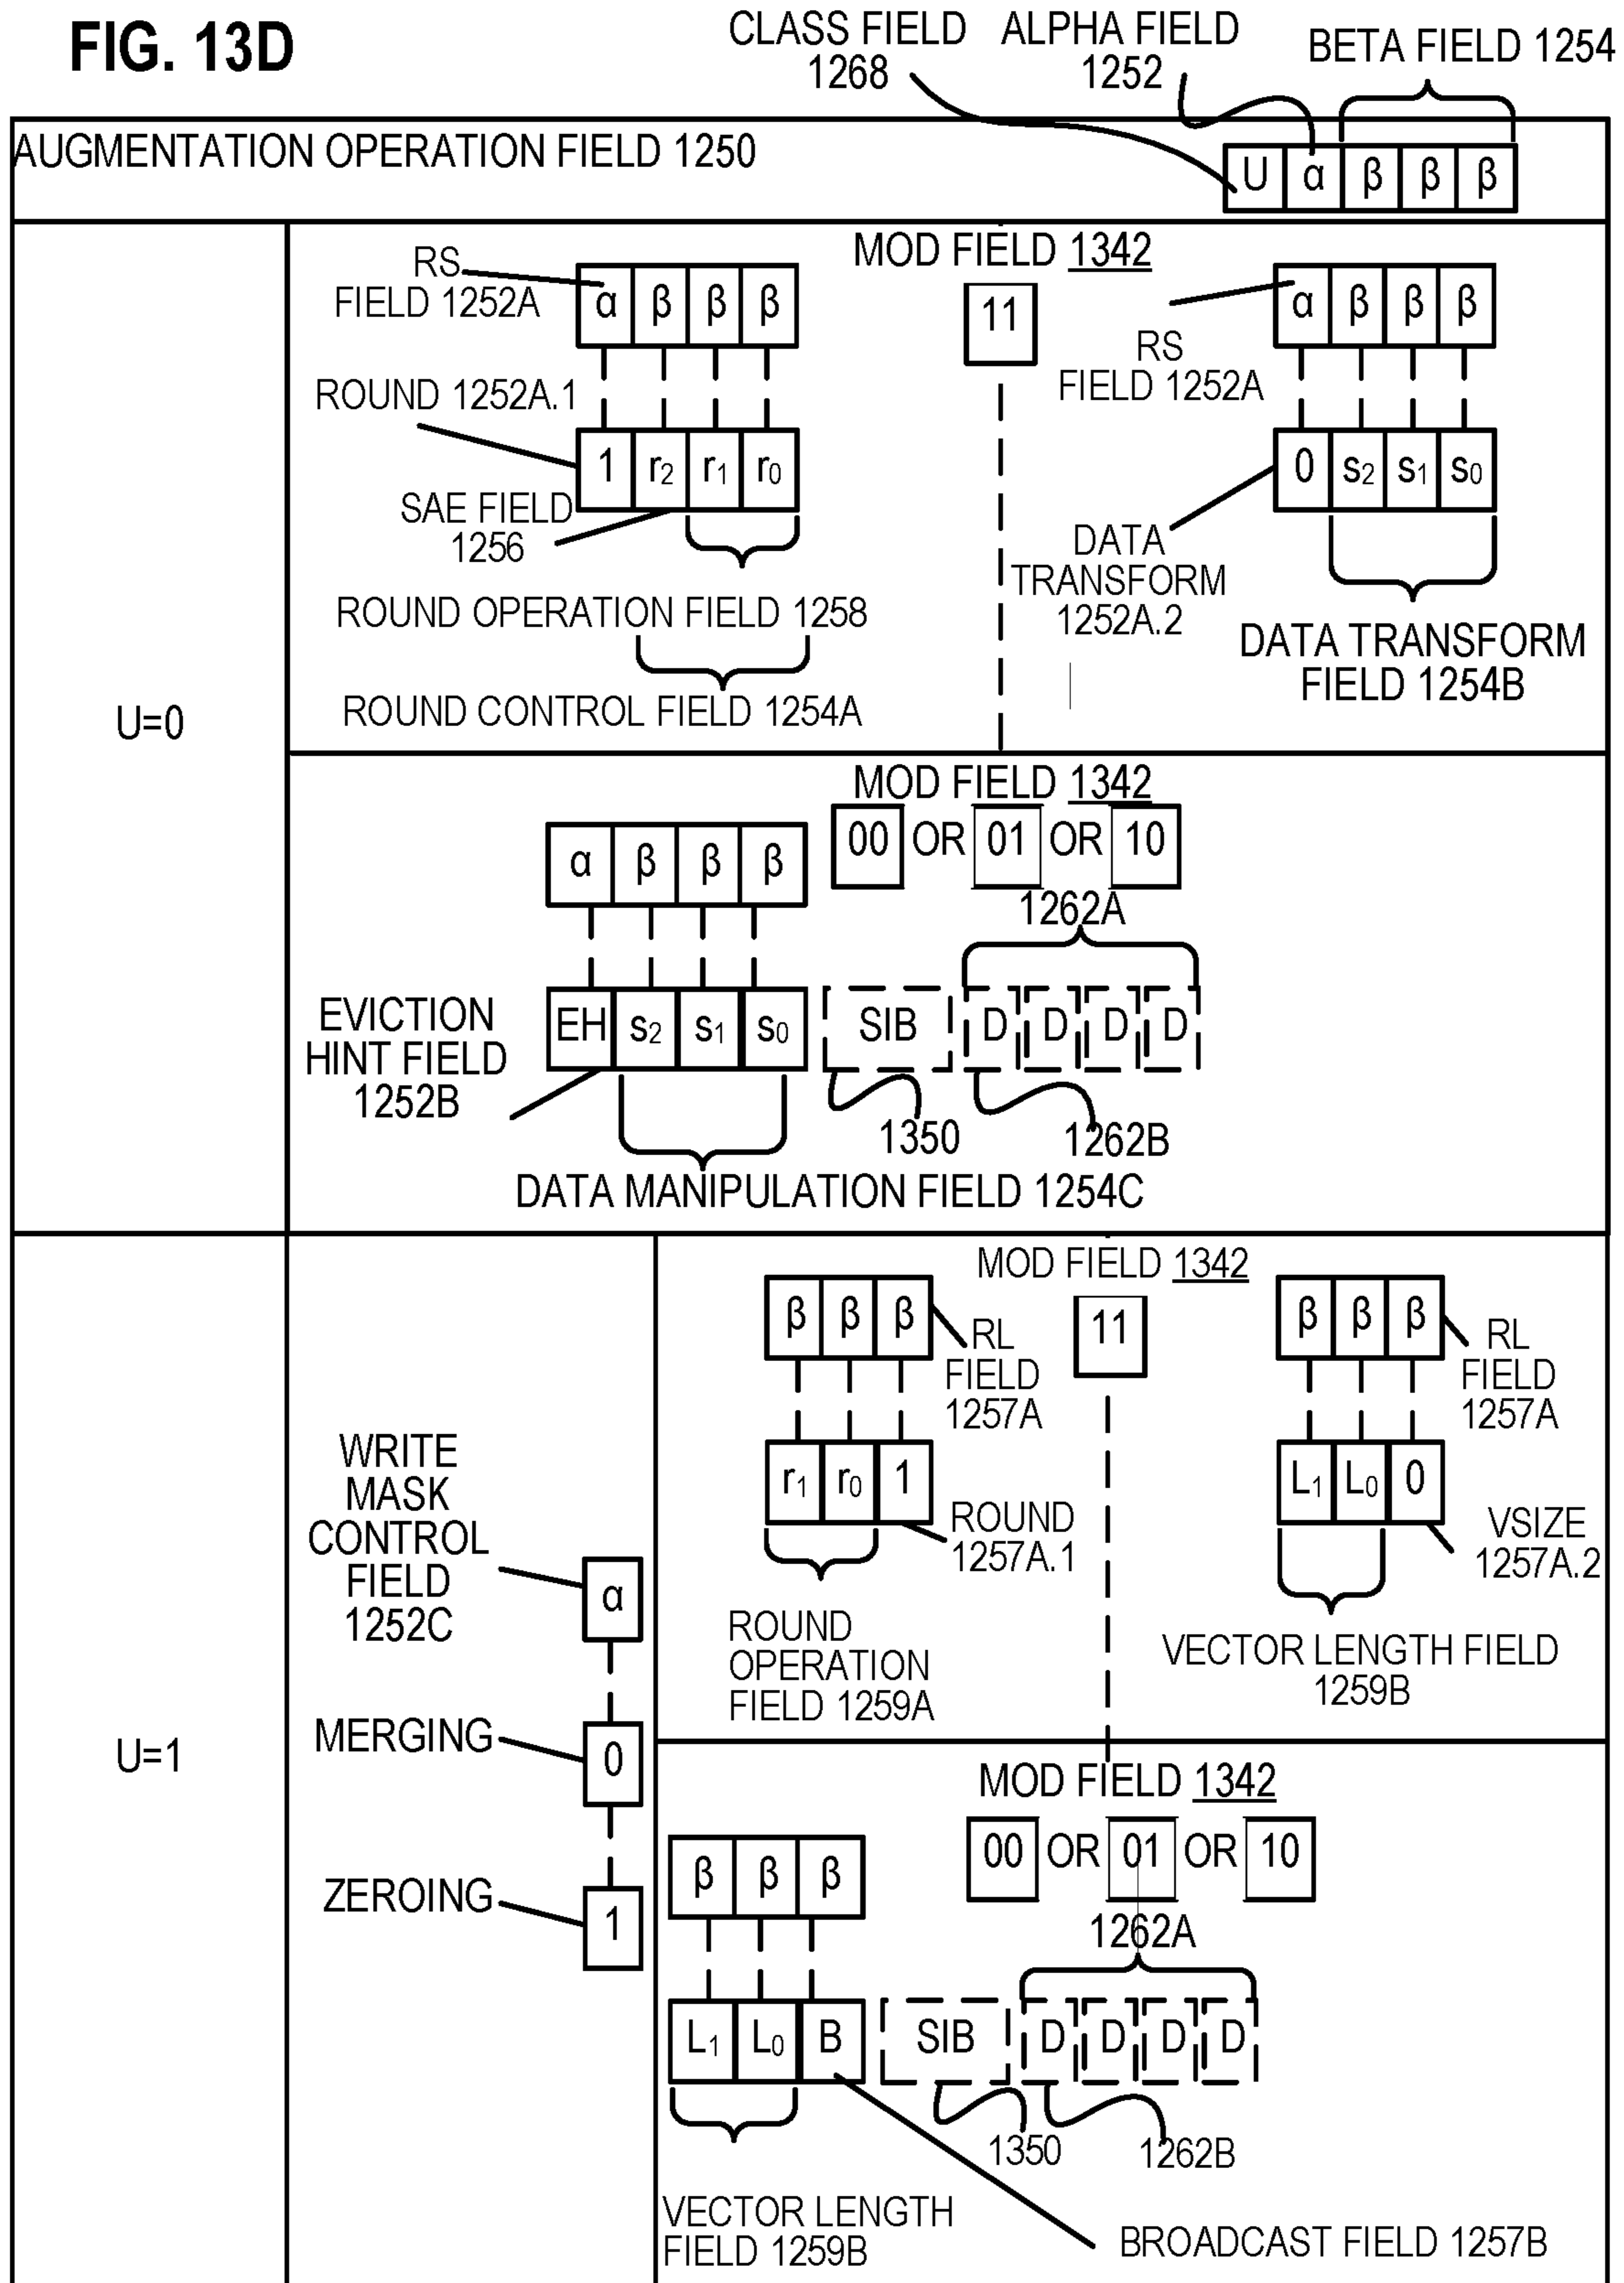 FIG. 13D
CLASS FIELD
1268
ALPHA FIELD
1252
BETA FIELD 1254
AUGMENTATION OPERATION FIELD 1250
U α β β β
U=0
MOD FIELD 1342
11
RS
FIELD 1252A
α β β β
ROUND 1252A.1
1 r2 r1 r0
SAE FIELD
1256
ROUND OPERATION FIELD 1258
ROUND CONTROL FIELD 1254A
α β β β
RS
FIELD 1252A
0 s2 s1 s0
DATA
TRANSFORM
1252A.2
DATA TRANSFORM
FIELD 1254B
MOD FIELD 1342
00 OR 01 OR 10
α β β β
1262A
EVICTION
HINT FIELD
1252B
EH s2 s1 s0 SIB D D D D
1350
1262B
DATA MANIPULATION FIELD 1254C
U=1
WRITE
MASK
CONTROL
FIELD
1252C
α
MERGING
0
ZEROING
1
MOD FIELD 1342
11
β β β
RL
FIELD
1257A
r1 r0 1
ROUND
1257A.1
ROUND
OPERATION
FIELD 1259A
β β β
RL
FIELD
1257A
L1 L0 0
VSIZE
1257A.2
VECTOR LENGTH FIELD
1259B
MOD FIELD 1342
00 OR 01 OR 10
β β β
1262A
L1 L0 B SIB D D D D
1350
1262B
VECTOR LENGTH
FIELD 1259B
BROADCAST FIELD 1257B